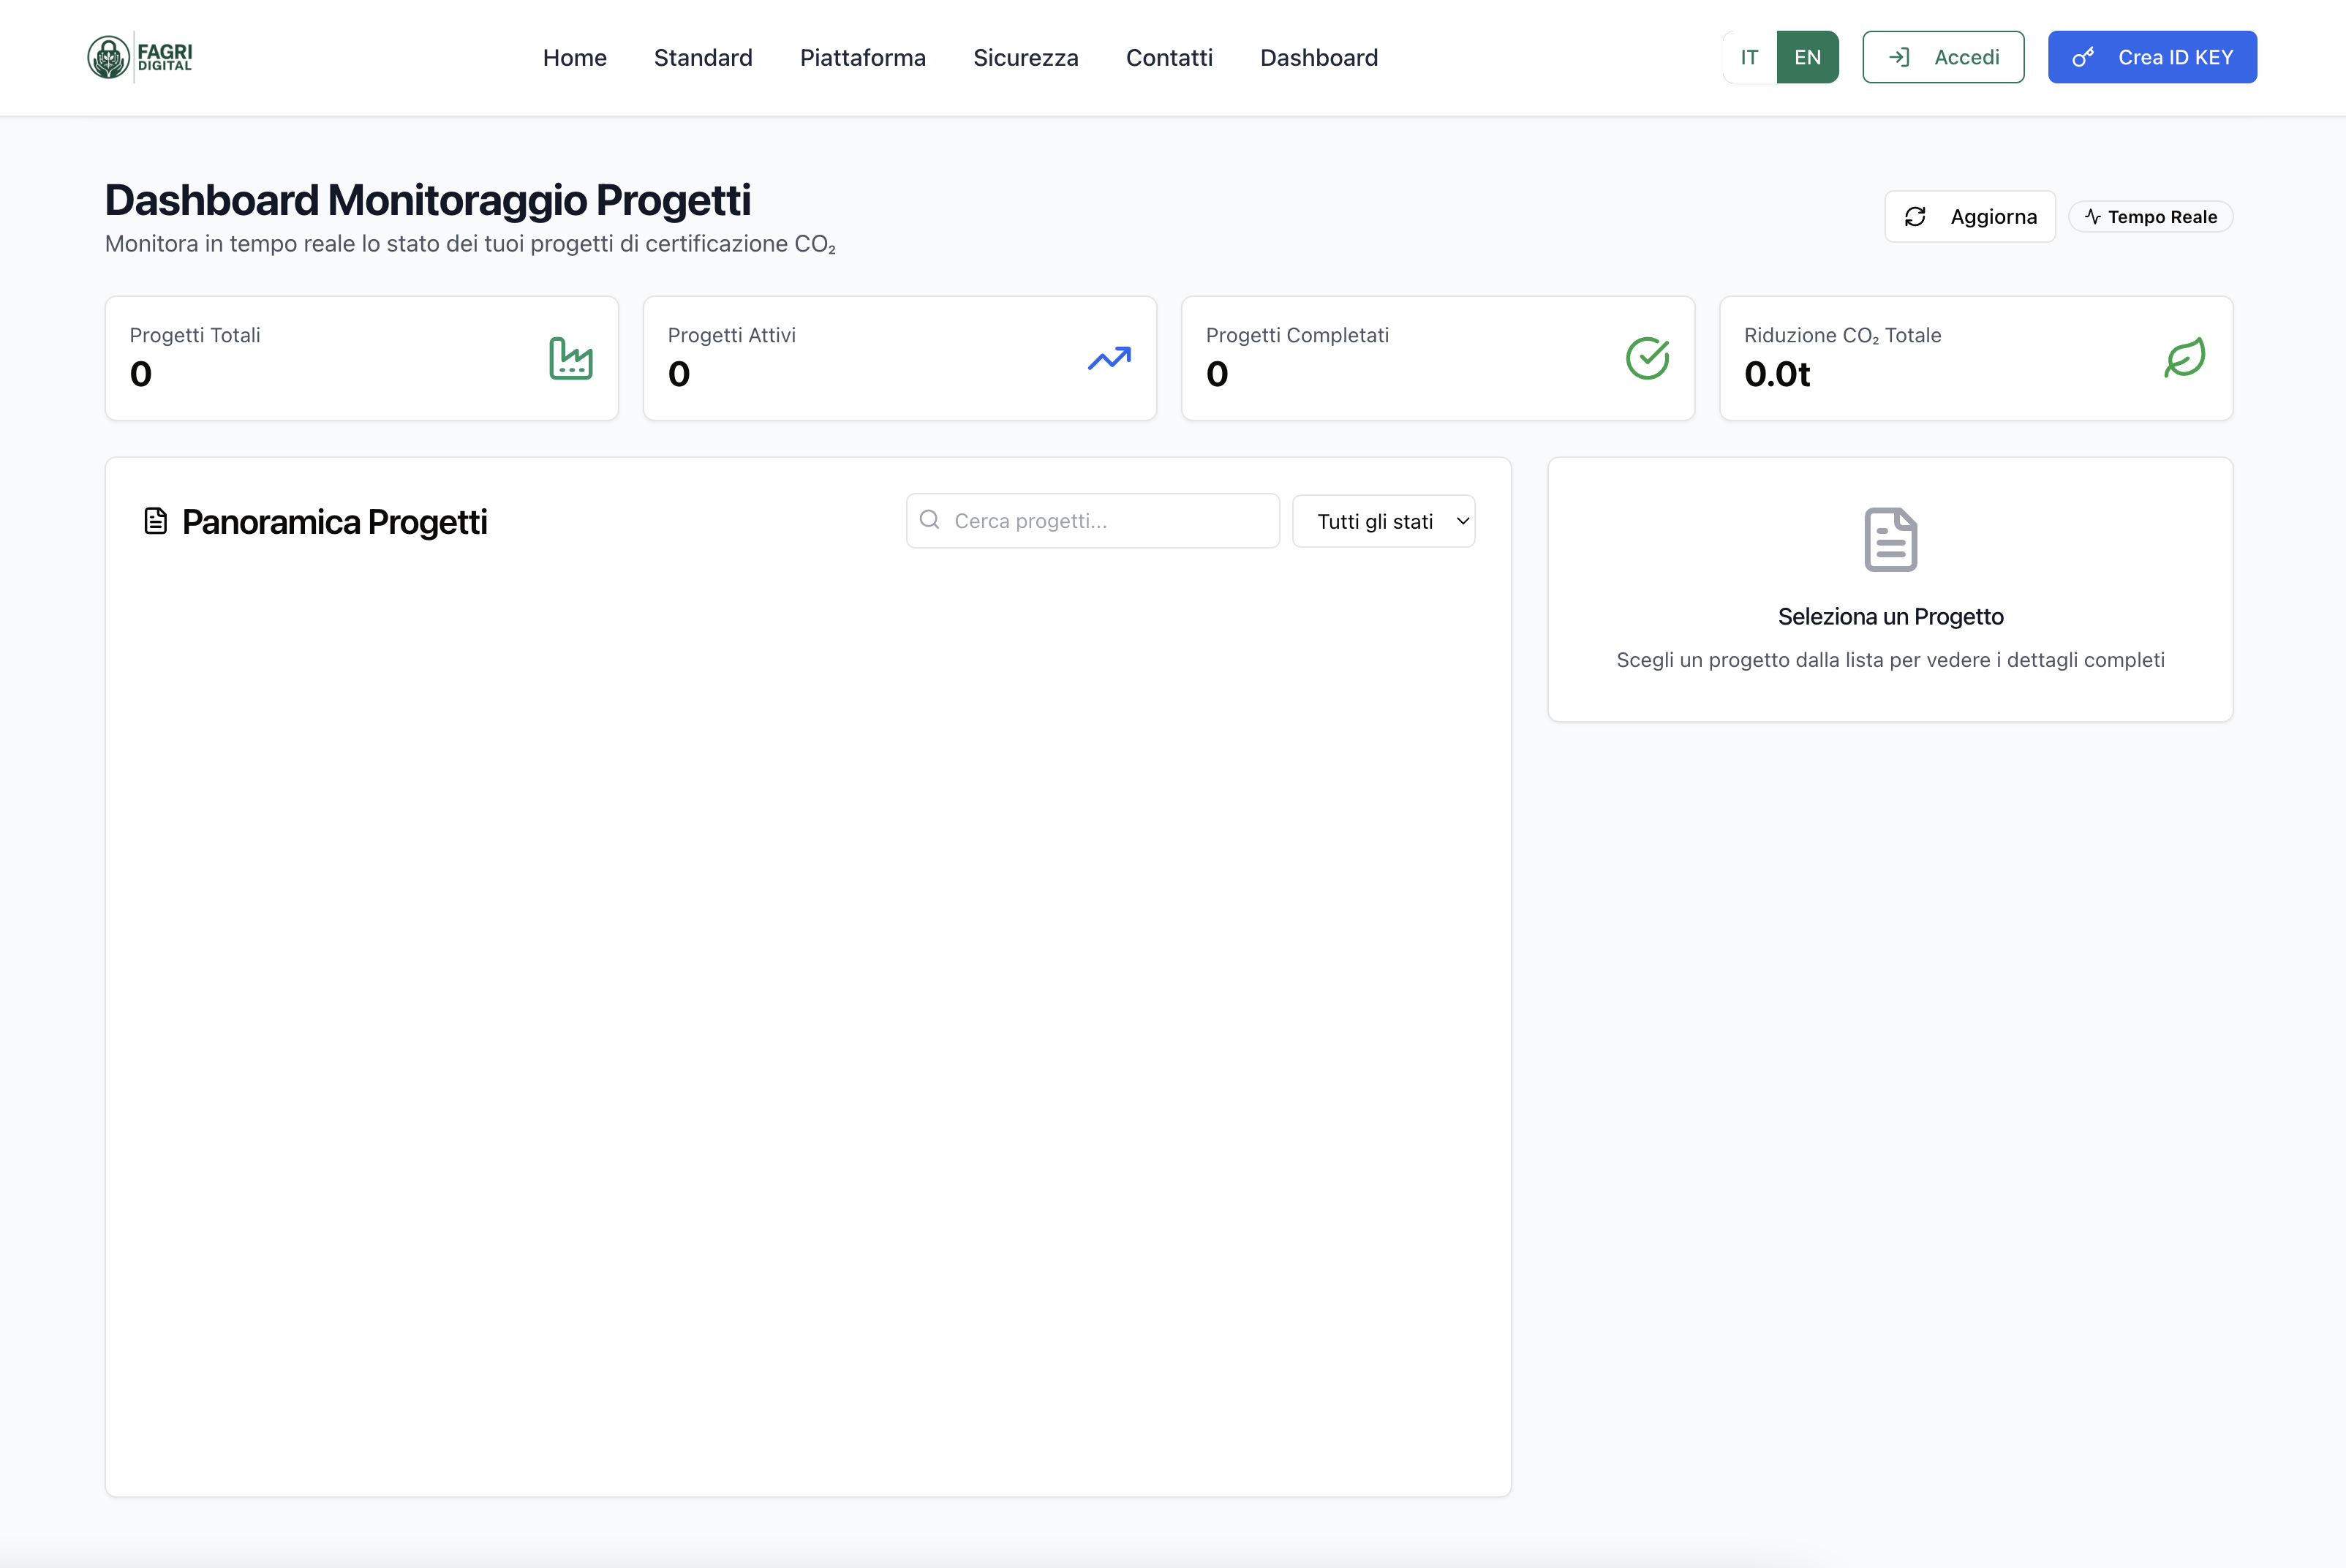 FAGRI
DIGITAL
Home
Standard
Piattaforma
Sicurezza
Contatti
Dashboard
IT
EN
Accedi
Crea ID KEY
Dashboard Monitoraggio Progetti
Monitora in tempo reale lo stato dei tuoi progetti di certificazione CO₂
Aggiorna
Tempo Reale
Progetti Totali
0
Progetti Attivi
0
Progetti Completati
0
Riduzione CO₂ Totale
0.0t
Panoramica Progetti
Cerca progetti...
Tutti gli stati
Seleziona un Progetto
Scegli un progetto dalla lista per vedere i dettagli completi